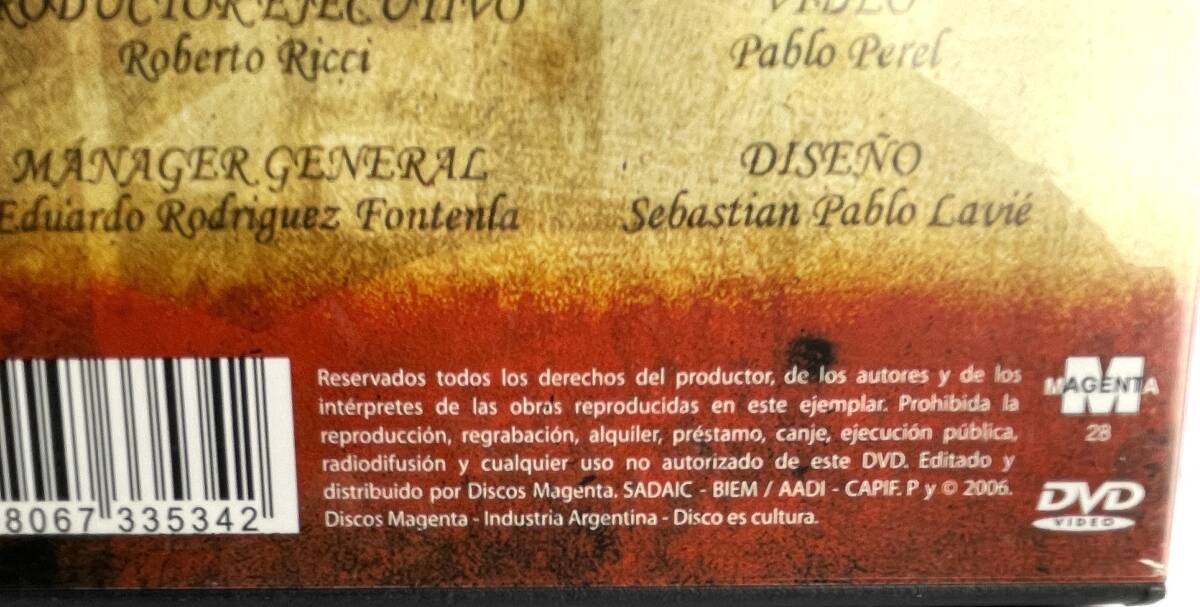 PRODUCTOR EJECUTIVO
Roberto Ricci
VIDEO
Pablo Perel
MANAGER GENERAL
Eduardo Rodriguez Fontenla
DISEÑO
Sebastian Pablo Lavié
8067 335342
Reservados todos los derechos del productor, de los autores y de los
intérpretes de las obras reproducidas en este ejemplar. Prohibida la
reproducción, regrabación, alquiler, préstamo, canje, ejecución pública,
radiodifusión y cualquier uso no autorizado de este DVD. Editado y
distribuido por Discos Magenta. SADAIC - BIEM / AADI - CAPIF. P y © 2006.
Discos Magenta - Industria Argentina - Disco es cultura.
M
MAGENTA
28
DVD
VIDEO